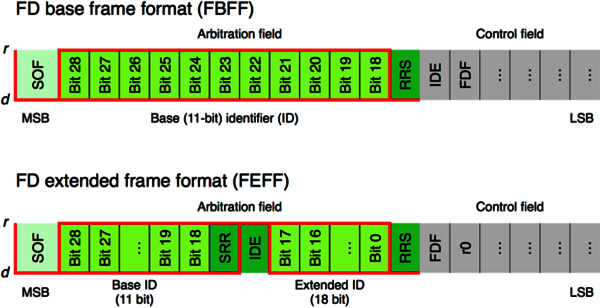 FD base frame format (FBFF)
Arbitration field Control field
r
SOF Bit 28 Bit 27 Bit 26 Bit 25 Bit 24 Bit 23 Bit 22 Bit 21 Bit 20 Bit 19 Bit 18 RRS IDE FDF ... ... ... ...
d
MSB Base (11-bit) identifier (ID) LSB
FD extended frame format (FEFF)
Arbitration field Control field
r
SOF Bit 28 Bit 27 ... Bit 19 Bit 18 SRR IDE Bit 17 Bit 16 ... Bit 0 RRS FDF r0 ... ... ... ...
d
MSB Base ID Extended ID LSB
(11 bit) (18 bit)